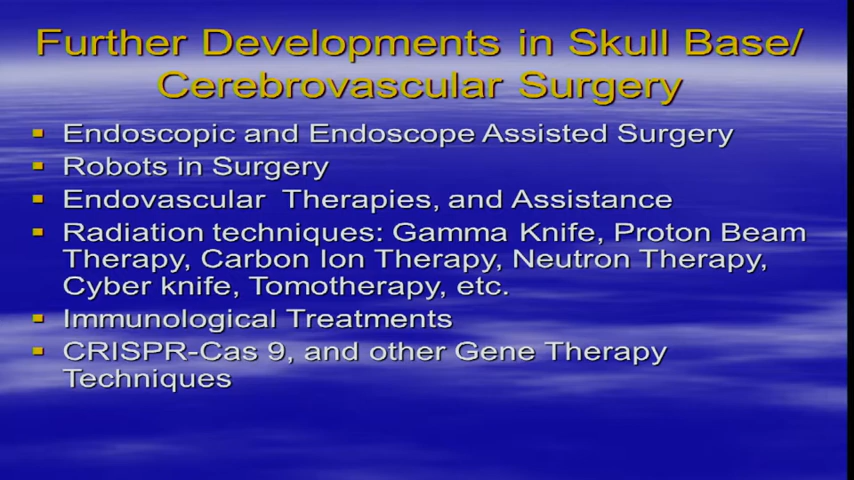 Further Developments in Skull Base/
Cerebrovascular Surgery
Endoscopic and Endoscope Assisted Surgery
Robots in Surgery
Endovascular Therapies, and Assistance
Radiation techniques: Gamma Knife, Proton Beam
Therapy, Carbon Ion Therapy, Neutron Therapy,
Cyber knife, Tomotherapy, etc.
Immunological Treatments
CRISPR-Cas 9, and other Gene Therapy
Techniques